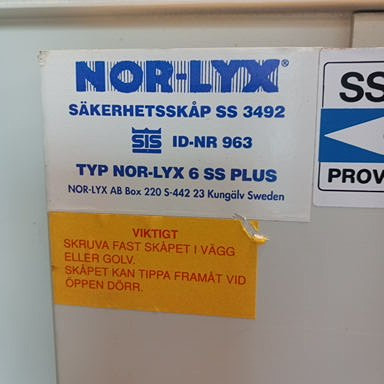 NOR-LYX®
SÄKERHETSSKÅP SS 3492
SIS ID-NR 963
TYP NOR-LYX 6 SS PLUS
NOR-LYX AB Box 220 S-442 23 Kungälv Sweden
VIKTIGT
SKRUVA FAST SKÅPET I VÄGG
ELLER GOLV.
SKÅPET KAN TIPPA FRAMÅT VID
ÖPPEN DÖRR.
SS
PROV